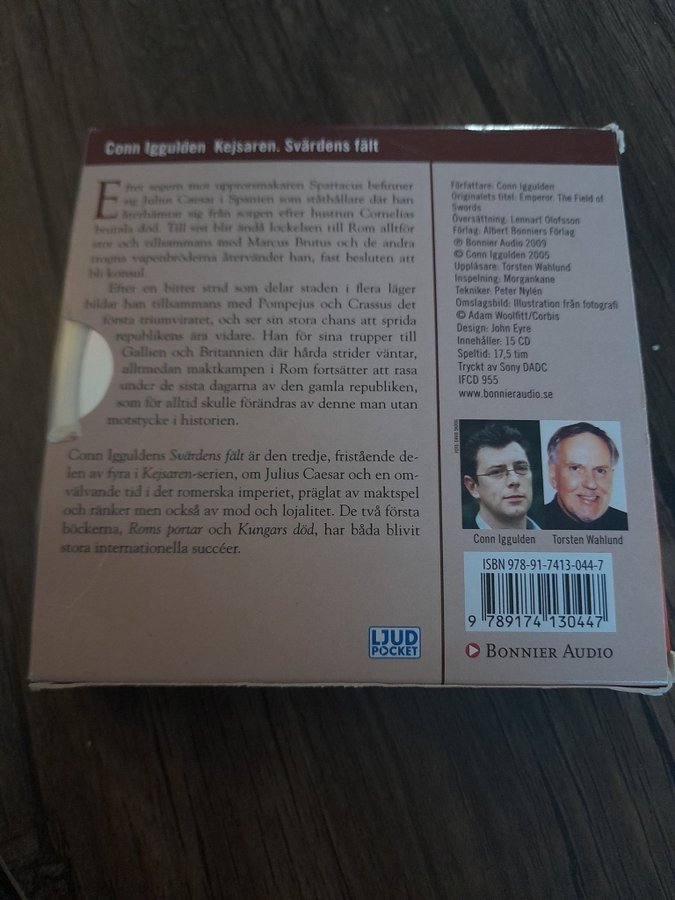 Conn Iggulden Kejsaren. Svärdens fält
Efter segern mot upprorsmakaren Spartacus befinner
sig Julius Caesar i Spanien som ståthållare där han
återhämtar sig från sorgen efter hustrun Cornelias
brutala död. Till sist blir ändå lockelsen till Rom alltför
stor och tillsammans med Marcus Brutus och de andra
trogna vapenbröderna återvänder han, fast besluten att
bli konsul.
Efter en bitter strid som delar staden i flera läger
bildar han tillsammans med Pompejus och Crassus det
första triumviratet, och ser sin stora chans att sprida
republikens ära vidare. Han för sina trupper till
Gallien och Britannien där hårda strider väntar,
alltmedan maktkampen i Rom fortsätter att rasa
under de sista dagarna av den gamla republiken,
som för alltid skulle förändras av denne man utan
motstycke i historien.
Conn Igguldens Svärdens fält är den tredje, fristående de-
len av fyra i Kejsaren-serien, om Julius Caesar och en om-
välvande tid i det romerska imperiet, präglat av maktspel
och ränker men också av mod och lojalitet. De två första
böckerna, Roms portar och Kungars död, har båda blivit
stora internationella succéer.
LJUD
POCKET
Författare: Conn Iggulden
Originalets titel: Emperor. The Field of
Swords
Översättning: Lennart Olofsson
Förlag: Albert Bonniers Förlag
℗ Bonnier Audio 2009
© Conn Iggulden 2005
Uppläsare: Torsten Wahlund
Inspelning: Morgankane
Tekniker: Peter Nylén
Omslagsbild: Illustration från fotografi
© Adam Woolfitt/Corbis
Design: John Eyre
Innehåller: 15 CD
Speltid: 17,5 tim
Tryckt av Sony DADC
IFCD 955
www.bonnieraudio.se
Conn Iggulden
Torsten Wahlund
ISBN 978-91-7413-044-7
9 789174 130447
BONNIER AUDIO